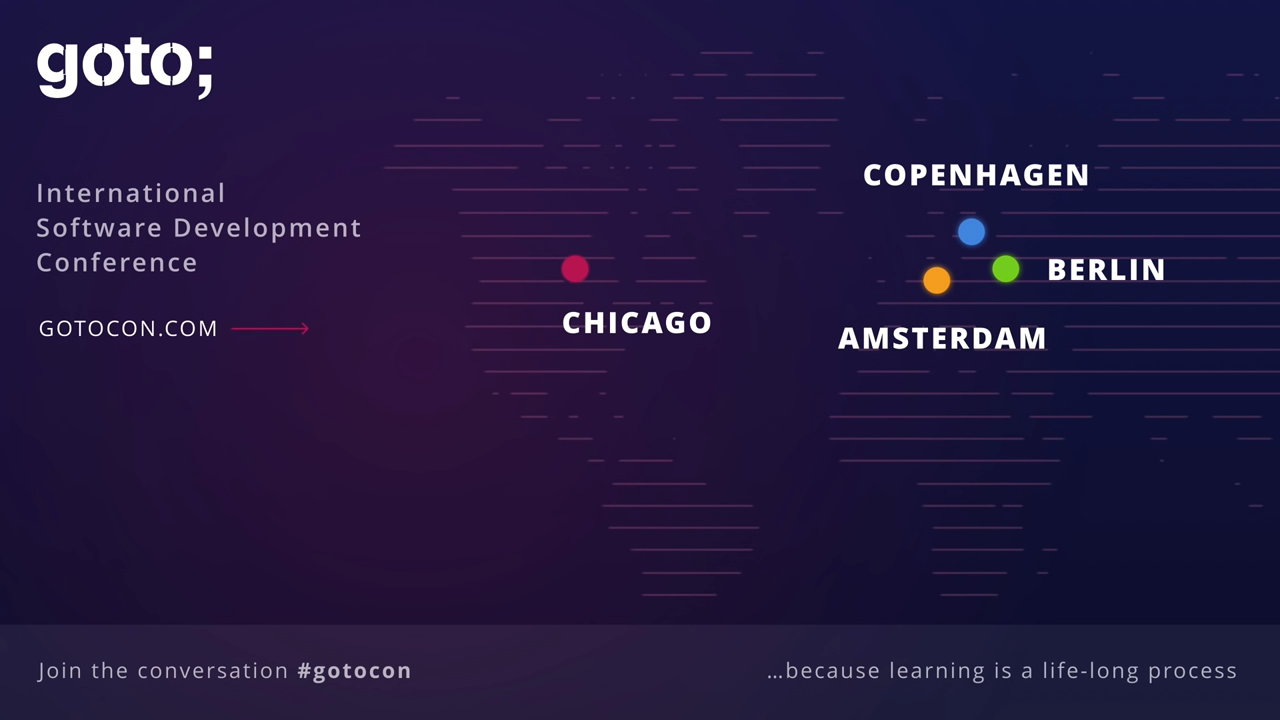 goto;
International
Software Development
Conference
GOTOCON.COM
COPENHAGEN
BERLIN
CHICAGO
AMSTERDAM
Join the conversation #gotocon
...because learning is a life-long process